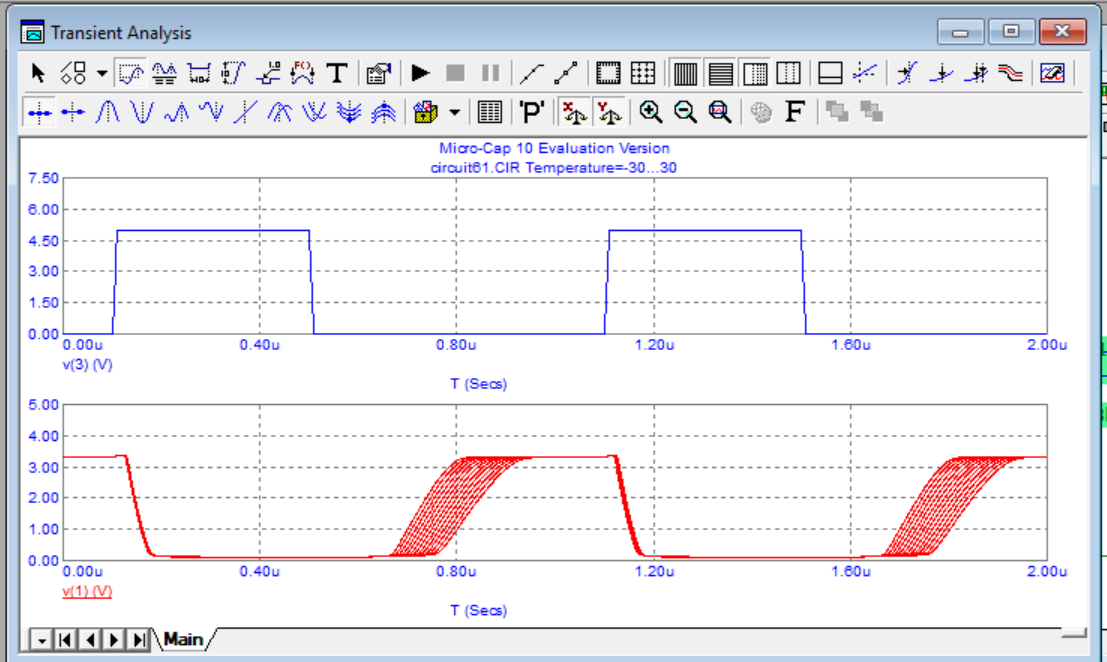 Transient Analysis
T
'P'
X
Y
F
Micro-Cap 10 Evaluation Version
circuit61.CIR Temperature=-30...30
7.50
6.00
4.50
3.00
1.50
0.00
0.00u 0.40u 0.80u 1.20u 1.60u 2.00u
v(3) (V)
T (Secs)
5.00
4.00
3.00
2.00
1.00
0.00
0.00u 0.40u 0.80u 1.20u 1.60u 2.00u
v(1) (V)
T (Secs)
Main